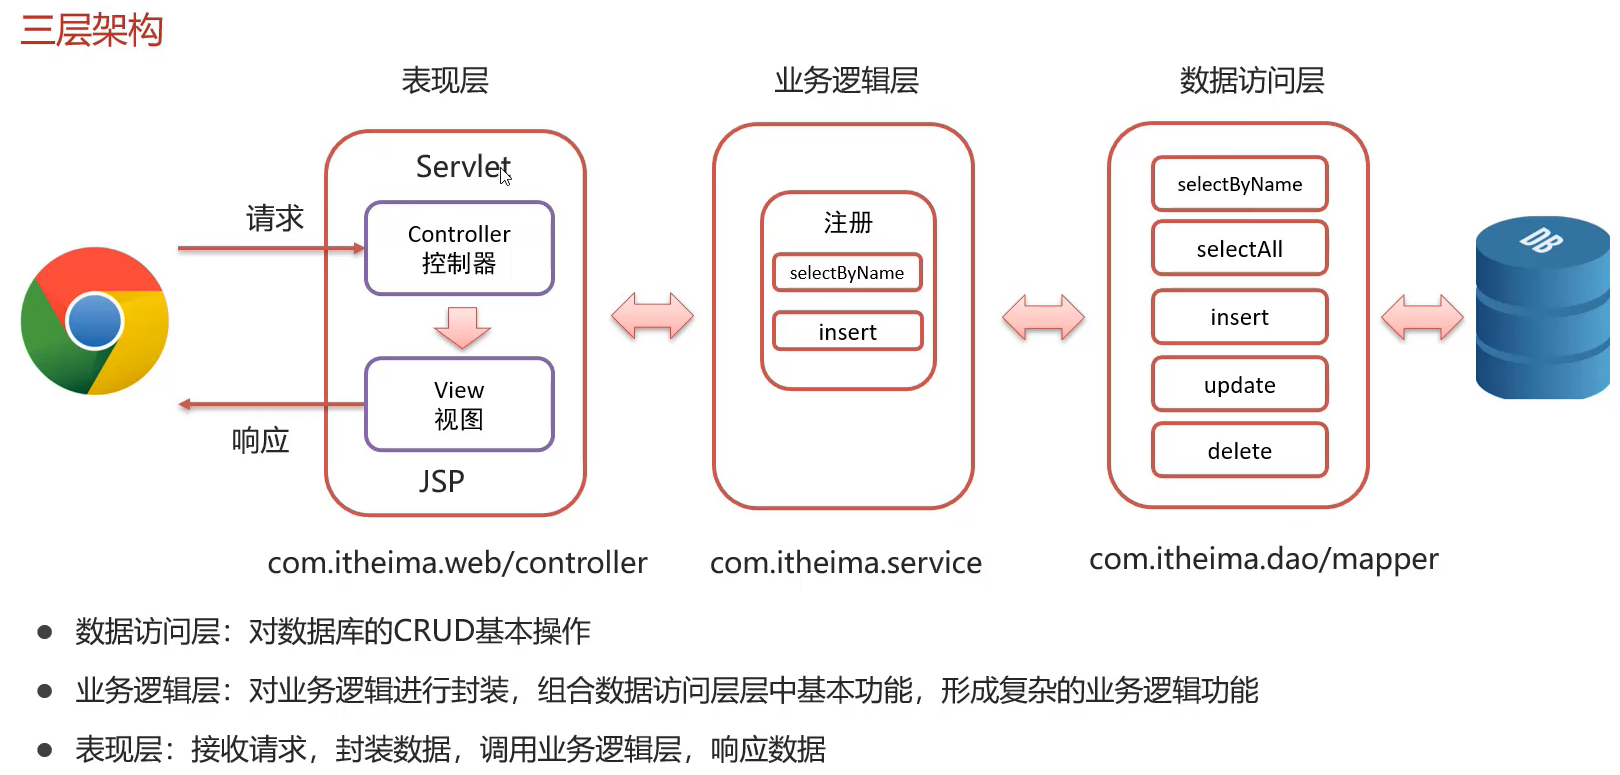 三层架构
表现层
业务逻辑层
数据访问层
Servlet
请求
Controller
控制器
View
视图
响应
JSP
注册
selectByName
insert
selectByName
selectAll
insert
update
delete
DB
com.itheima.web/controller
com.itheima.service
com.itheima.dao/mapper
● 数据访问层：对数据库的CRUD基本操作
● 业务逻辑层：对业务逻辑进行封装，组合数据访问层层中基本功能，形成复杂的业务逻辑功能
● 表现层：接收请求，封装数据，调用业务逻辑层，响应数据